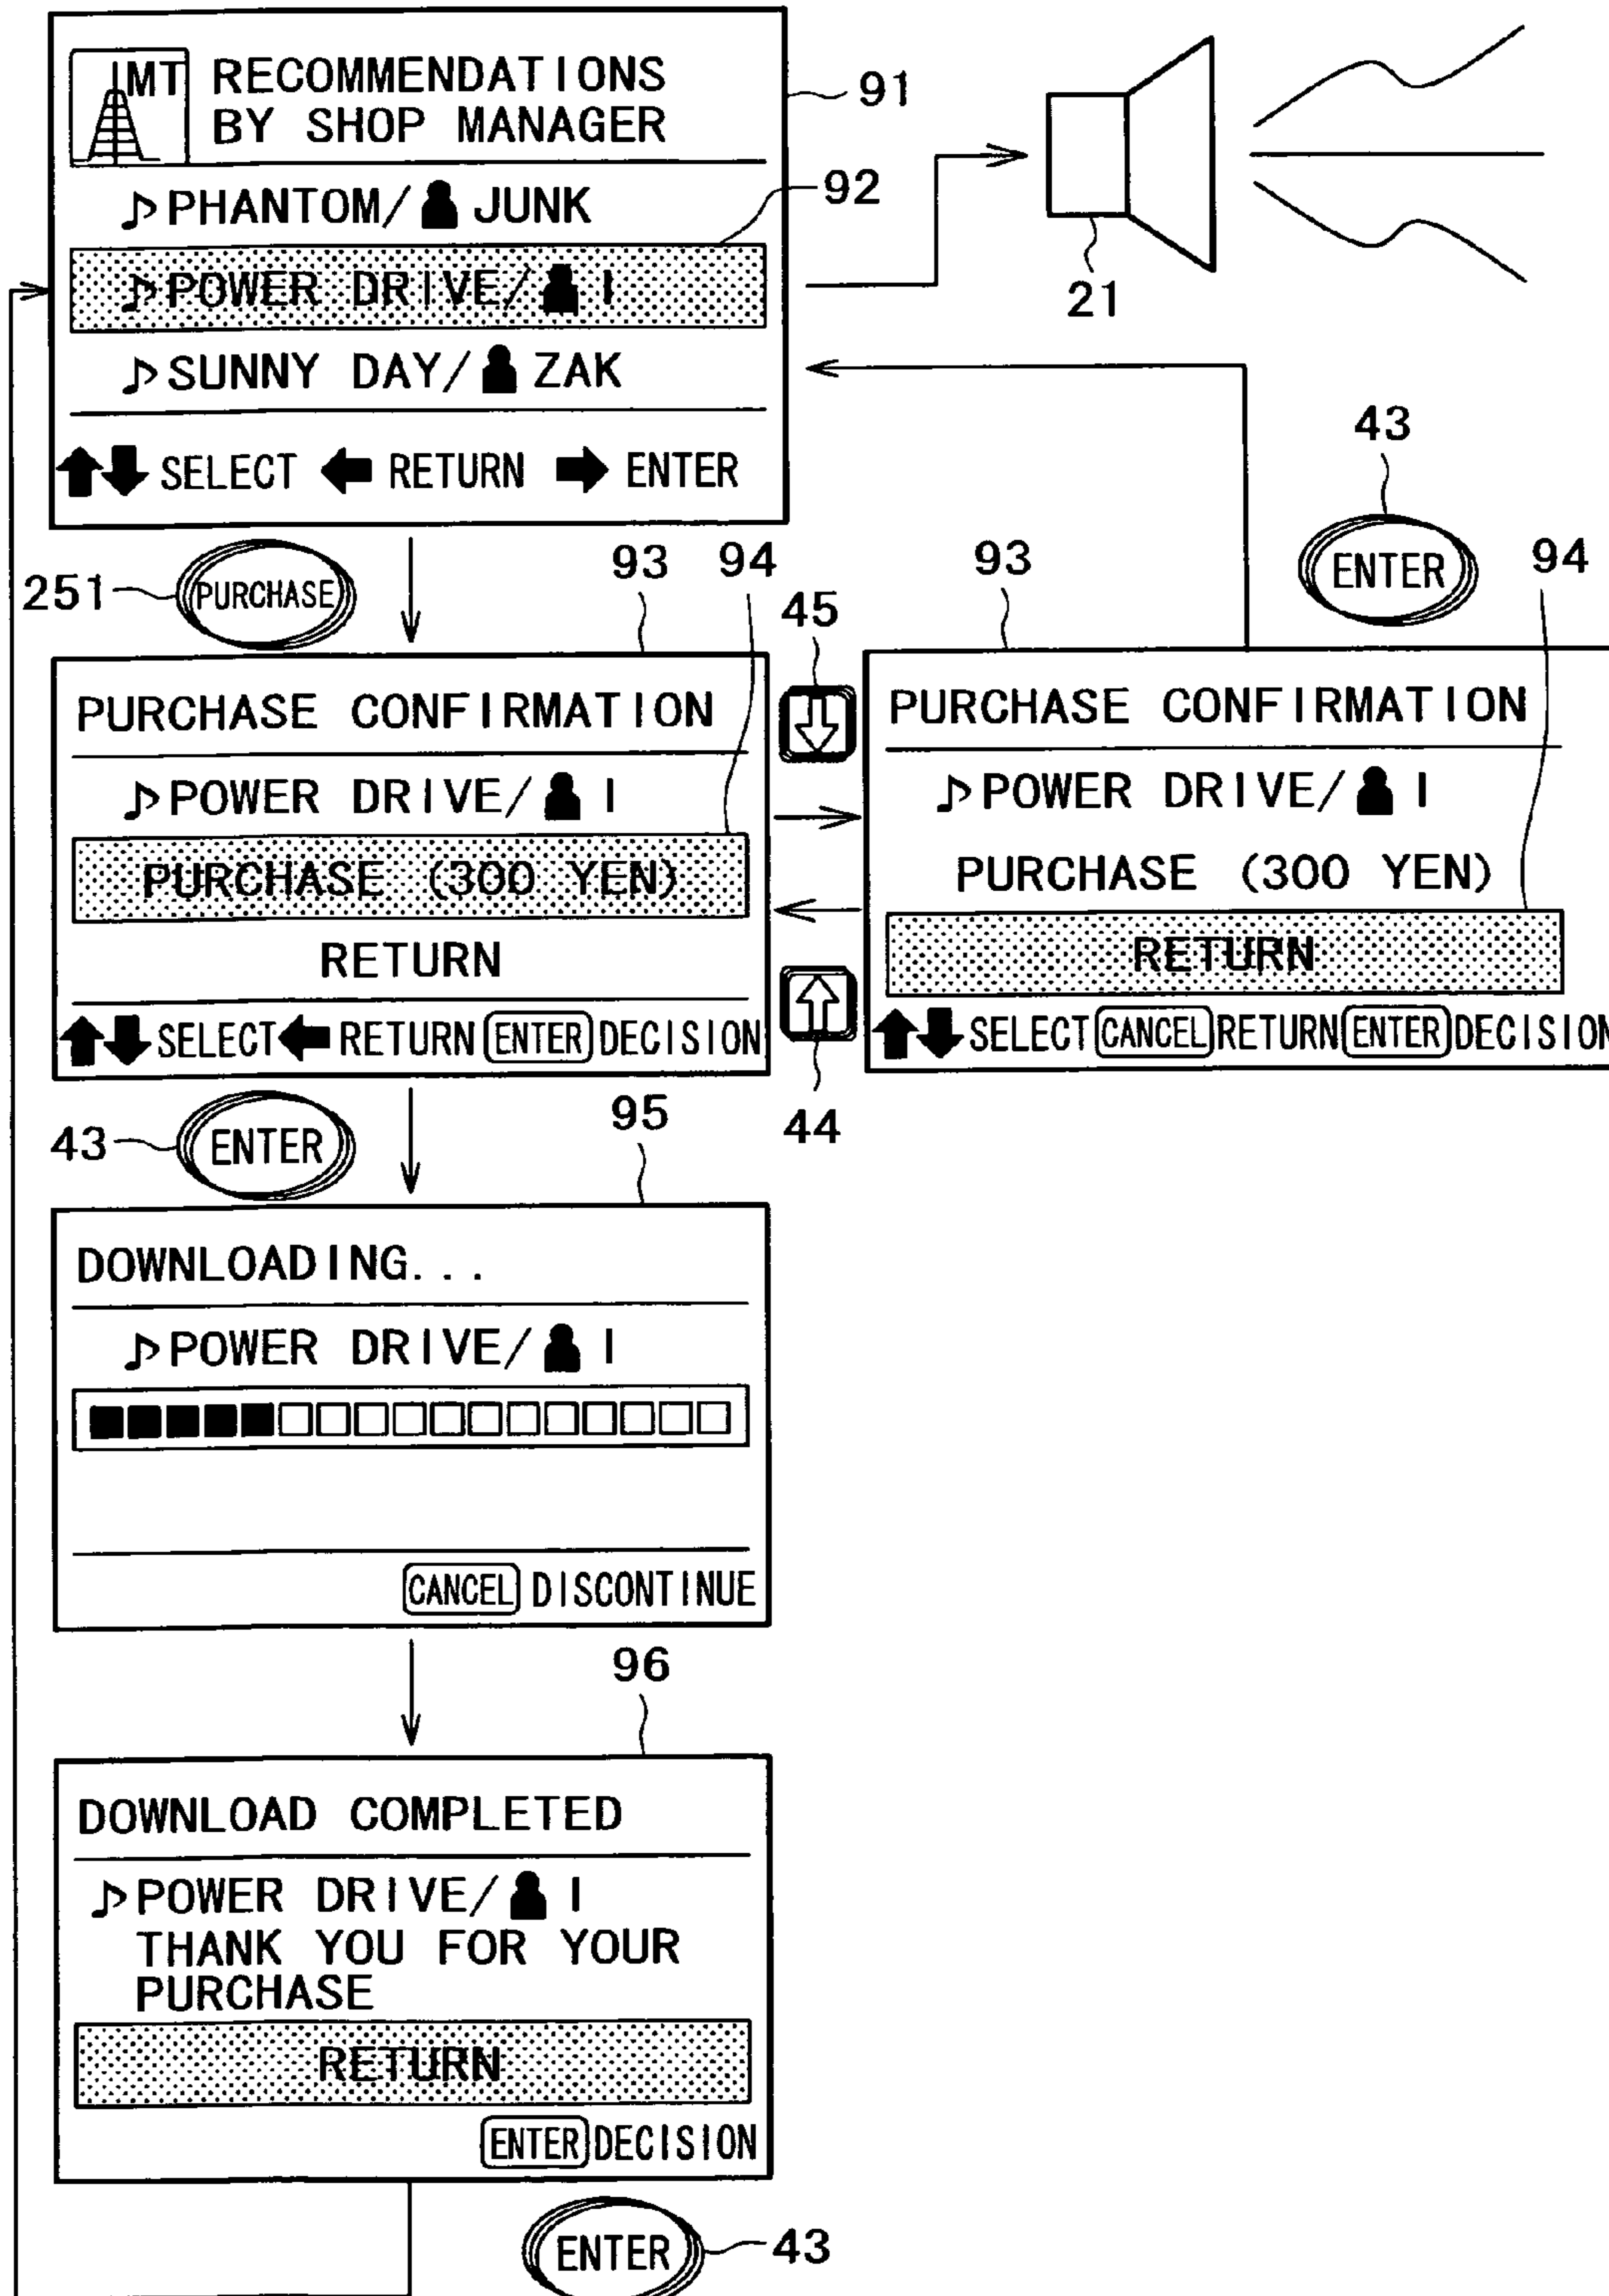 MT RECOMMENDATIONS
BY SHOP MANAGER
91
♪PHANTOM/ JUNK
92
♪POWER DRIVE/ I
21
♪SUNNY DAY/ ZAK
SELECT RETURN ENTER
43
ENTER
251
PURCHASE
93
94
45
93
94
PURCHASE CONFIRMATION
♪POWER DRIVE/ I
PURCHASE (300 YEN)
RETURN
SELECT RETURN ENTER DECISION
PURCHASE CONFIRMATION
♪POWER DRIVE/ I
PURCHASE (300 YEN)
RETURN
SELECT CANCEL RETURN ENTER DECISION
44
43
ENTER
95
DOWNLOADING...
♪POWER DRIVE/ I
CANCEL DISCONTINUE
96
DOWNLOAD COMPLETED
♪POWER DRIVE/ I
THANK YOU FOR YOUR
PURCHASE
RETURN
ENTER DECISION
ENTER
43